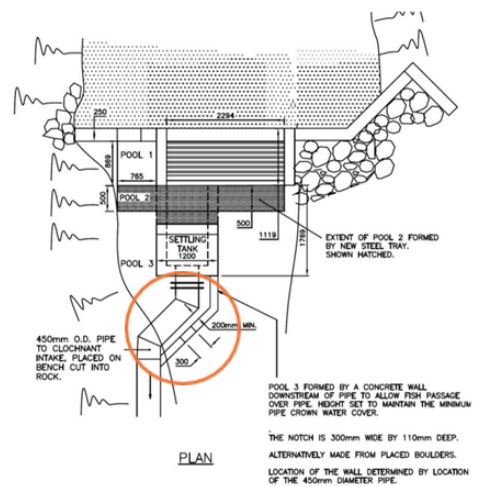 2294
250
POOL 1
869
765
500
POOL 2
500
1119
1769
SETTLING
TANK
1200
POOL 3
EXTENT OF POOL 2 FORMED
BY NEW STEEL TRAY.
SHOWN HATCHED.
200mm MIN.
300
450mm O.D. PIPE
TO CLOCHNANT
INTAKE, PLACED ON
BENCH CUT INTO
ROCK.
POOL 3 FORMED BY A CONCRETE WALL
DOWNSTREAM OF PIPE TO ALLOW FISH PASSAGE
OVER PIPE. HEIGHT SET TO MAINTAIN THE MINIMUM
PIPE CROWN WATER COVER.
THE NOTCH IS 300mm WIDE BY 110mm DEEP.
ALTERNATIVELY MADE FROM PLACED BOULDERS.
LOCATION OF THE WALL DETERMINED BY LOCATION
OF THE 450mm DIAMETER PIPE.
PLAN